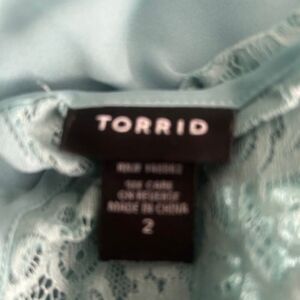 TORRID
SEE CARE
ON REVERSE
MADE IN CHINA
2